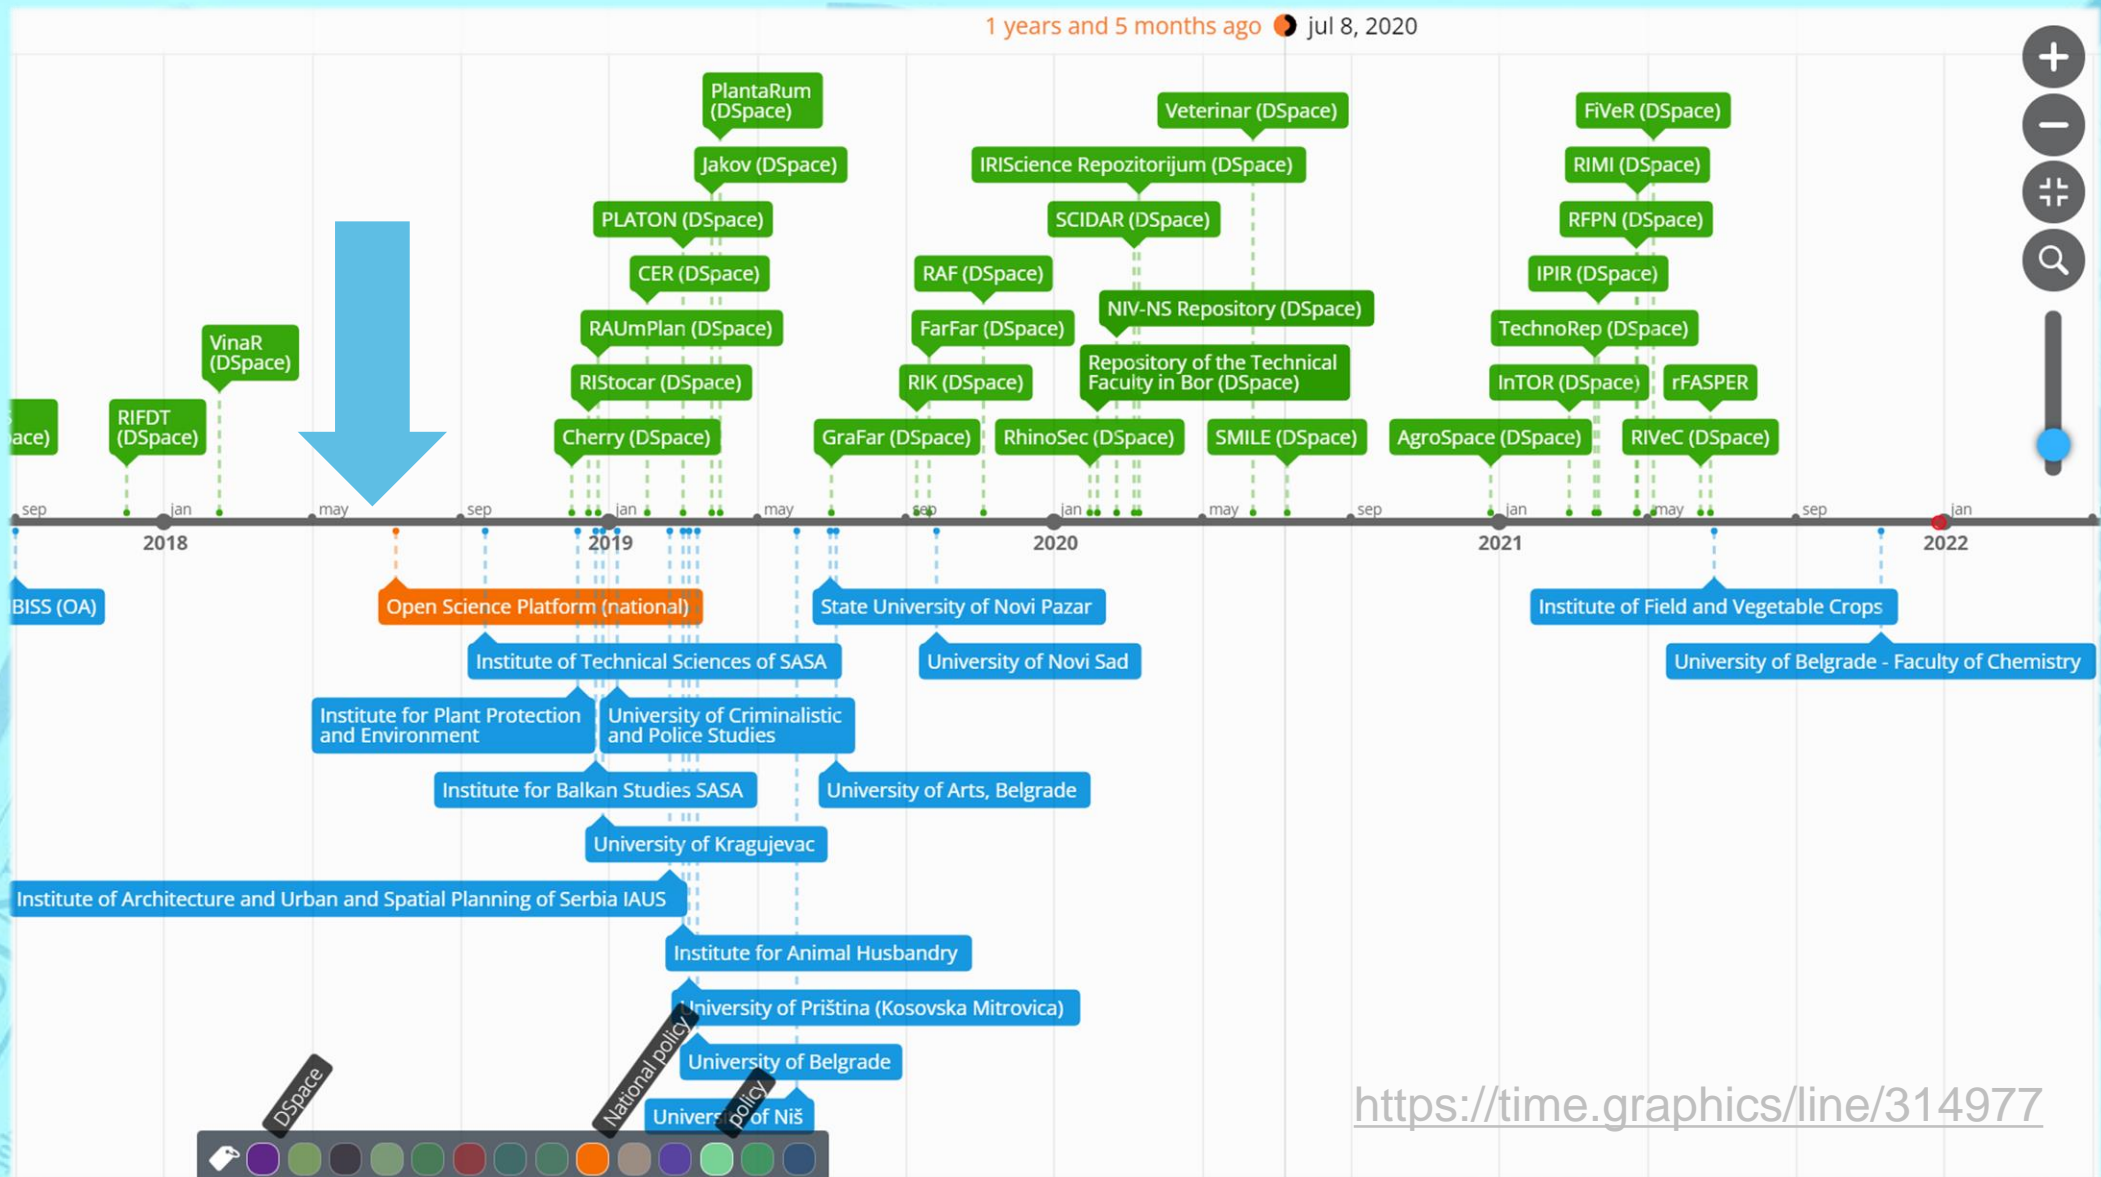 1 years and 5 months ago jul 8, 2020
PlantaRum
(DSpace)
Veterinar (DSpace)
FiVeR (DSpace)
Jakov (DSpace)
IRIScience Repozitorijum (DSpace)
RIMI (DSpace)
PLATON (DSpace)
SCIDAR (DSpace)
RFPN (DSpace)
CER (DSpace)
RAF (DSpace)
IPIR (DSpace)
NIV-NS Repository (DSpace)
RAUmPlan (DSpace)
FarFar (DSpace)
TechnoRep (DSpace)
VinaR
(DSpace)
Repository of the Technical
Faculty in Bor (DSpace)
RIStocar (DSpace)
RIK (DSpace)
InTOR (DSpace)
rFASPER
ace)
RIFDT
(DSpace)
Cherry (DSpace)
GraFar (DSpace)
RhinoSec (DSpace)
SMILE (DSpace)
AgroSpace (DSpace)
RIVeC (DSpace)
sep jan may sep jan may sep jan may sep jan may sep jan
2018 2019 2020 2021 2022
BISS (OA)
Open Science Platform (national)
State University of Novi Pazar
Institute of Field and Vegetable Crops
Institute of Technical Sciences of SASA
University of Novi Sad
University of Belgrade - Faculty of Chemistry
Institute for Plant Protection
and Environment
University of Criminalistic
and Police Studies
Institute for Balkan Studies SASA
University of Arts, Belgrade
University of Kragujevac
Institute of Architecture and Urban and Spatial Planning of Serbia IAUS
Institute for Animal Husbandry
University of Priština (Kosovska Mitrovica)
University of Belgrade
University of Niš
DSpace
National policy
policy
https://time.graphics/line/314977